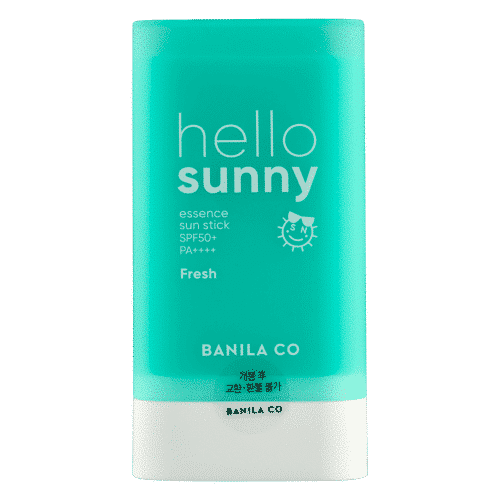 hello
sunny
essence
sun stick
SPF50+
PA++++
S N
Fresh
BANILA CO
개봉 후
교환·환불 불가
BANILA CO